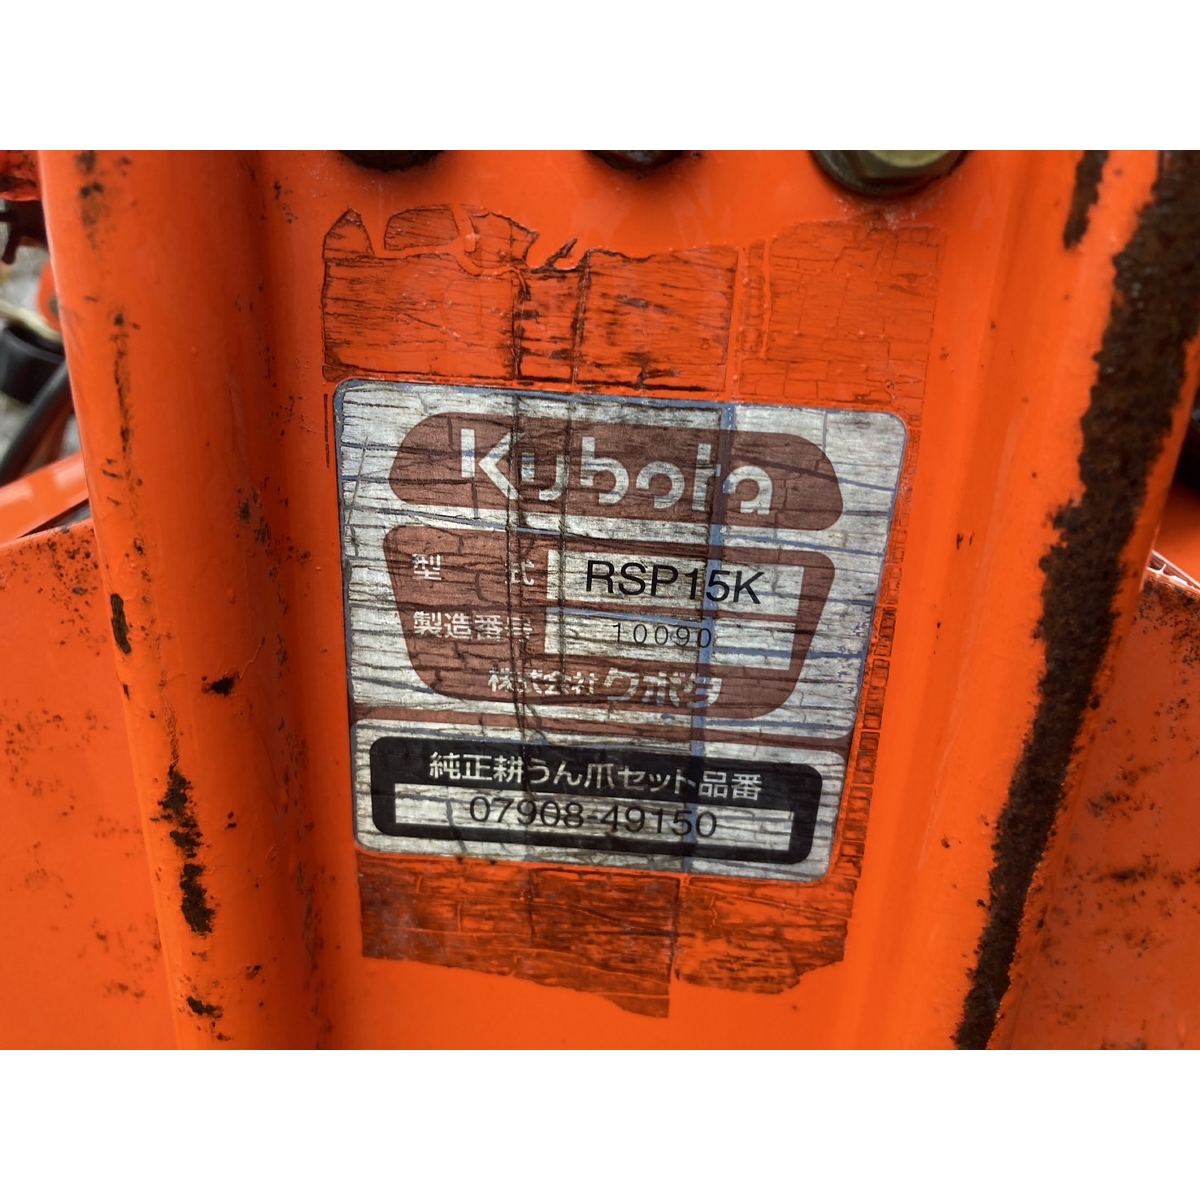 Kubota
型式 RSP15K
製造番号 10090
株式会社クボタ
純正耕うん爪セット品番
07908-49150